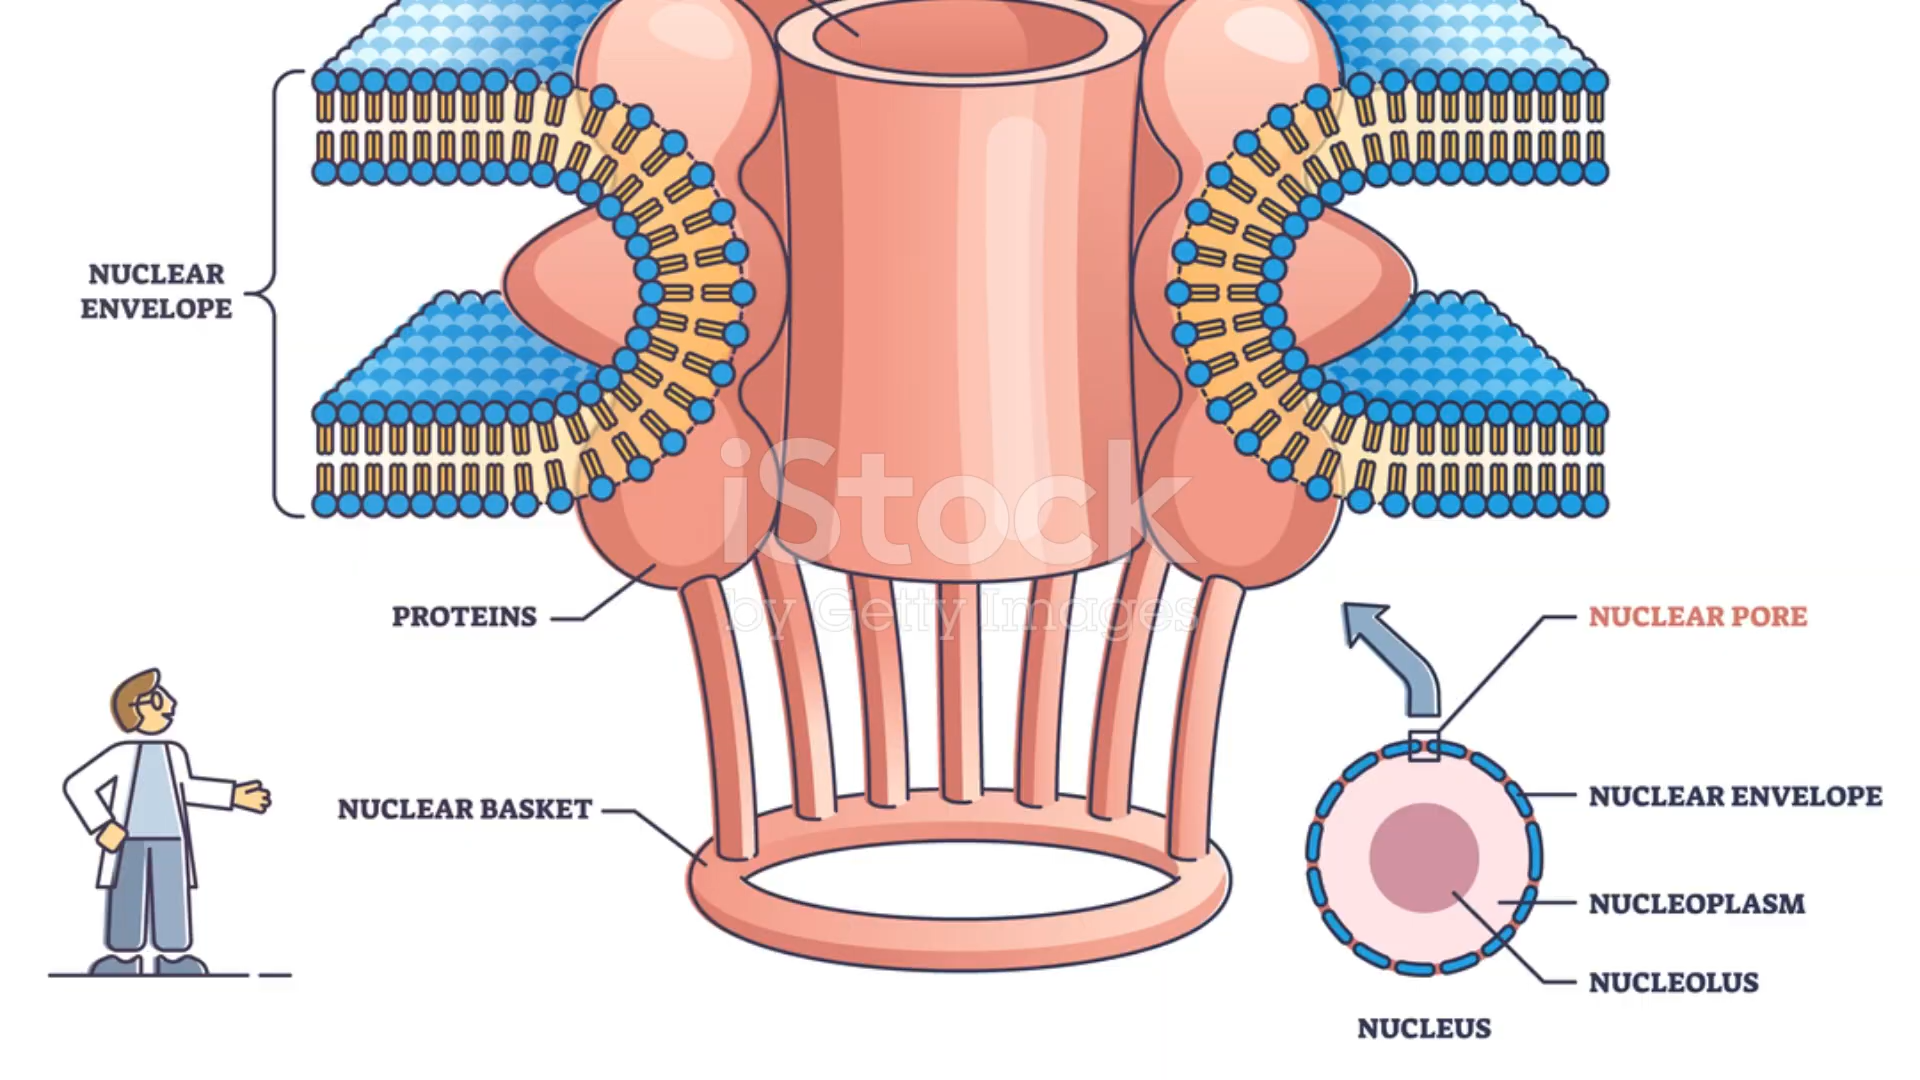 NUCLEAR
ENVELOPE
iStock
by Getty Images
PROTEINS
NUCLEAR PORE
NUCLEAR BASKET
NUCLEAR ENVELOPE
NUCLEOPLASM
NUCLEOLUS
NUCLEUS